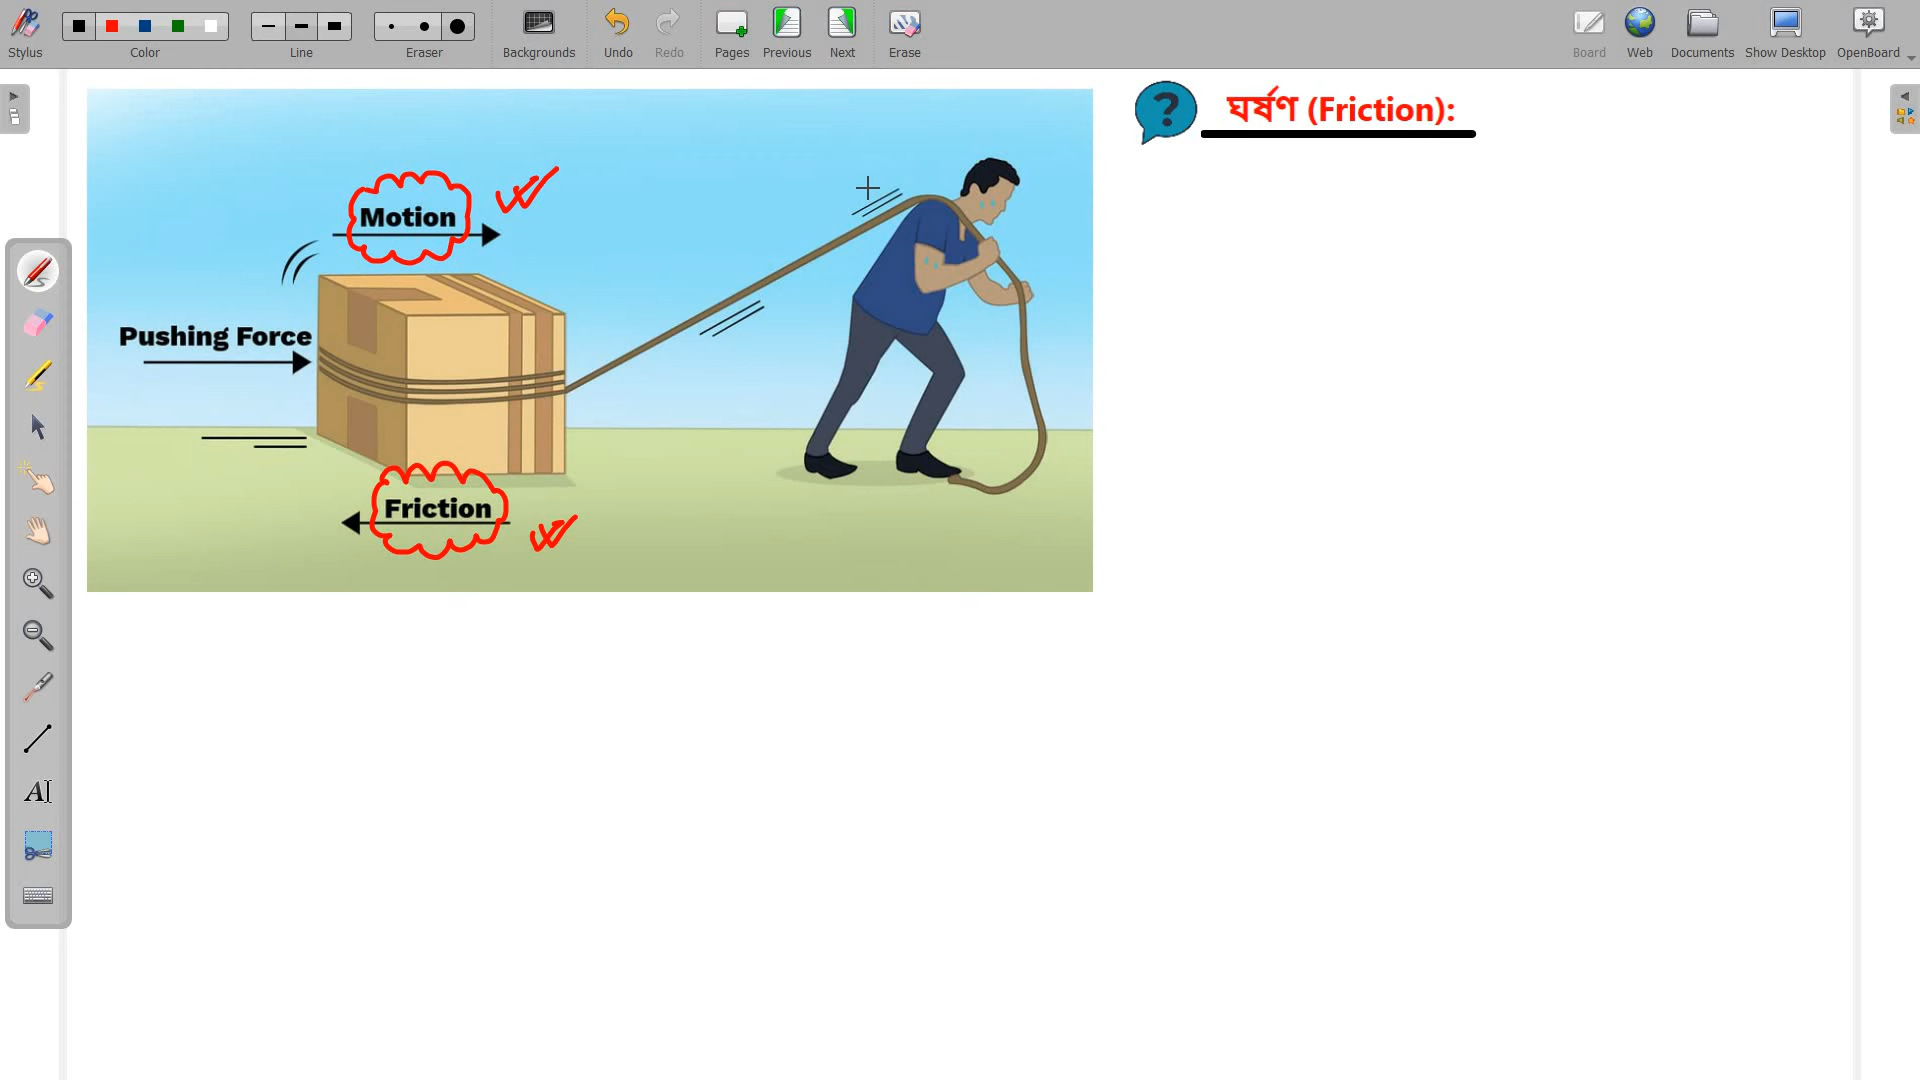 Stylus
Color
Line
Eraser
Backgrounds
Undo
Redo
Pages
Previous
Next
Erase
Board
Web
Documents
Show Desktop
OpenBoard
ঘর্ষণ (Friction):
Motion
Pushing Force
Friction